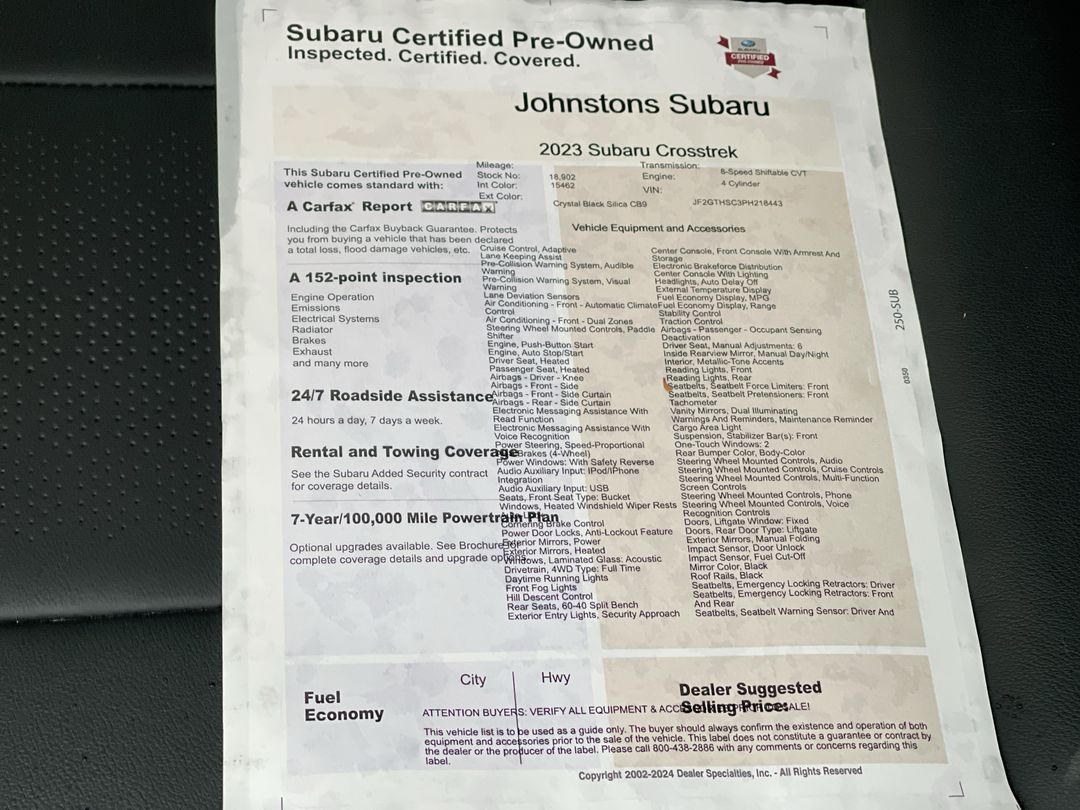 Subaru Certified Pre-Owned
Inspected. Certified. Covered.
SUBARU
CERTIFIED
PRE-OWNED
Johnstons Subaru
2023 Subaru Crosstrek
This Subaru Certified Pre-Owned
vehicle comes standard with:
Mileage:
Stock No:
Int Color:
Ext Color:
18,902
15462
Crystal Black Silica CB9
Transmission:
Engine:
VIN:
8-Speed Shiftable CVT
4 Cylinder
JF2GTHSC3PH218443
A Carfax Report CARFAX
Including the Carfax Buyback Guarantee. Protects
you from buying a vehicle that has been declared
a total loss, flood damage vehicles, etc.
A 152-point inspection
Engine Operation
Emissions
Electrical Systems
Radiator
Brakes
Exhaust
and many more
24/7 Roadside Assistance
24 hours a day, 7 days a week.
Rental and Towing Coverage
See the Subaru Added Security contract
for coverage details.
7-Year/100,000 Mile Powertrain Plan
Optional upgrades available. See Brochure for
complete coverage details and upgrade options.
Vehicle Equipment and Accessories
Cruise Control, Adaptive
Lane Keeping Assist
Pre-Collision Warning System, Audible
Warning
Pre-Collision Warning System, Visual
Warning
Lane Deviation Sensors
Air Conditioning - Front - Automatic Climate
Control
Air Conditioning - Front - Dual Zones
Steering Wheel Mounted Controls, Paddle
Shifter
Engine, Push-Button Start
Engine, Auto Stop/Start
Driver Seat, Heated
Passenger Seat, Heated
Airbags - Driver - Knee
Airbags - Front - Side
Airbags - Front - Side Curtain
Airbags - Rear - Side Curtain
Electronic Messaging Assistance With
Read Function
Electronic Messaging Assistance With
Voice Recognition
Power Steering, Speed-Proportional
Brakes (4-Wheel)
Power Windows: With Safety Reverse
Audio Auxiliary Input: IPod/IPhone
Integration
Audio Auxiliary Input: USB
Seats, Front Seat Type: Bucket
Windows, Heated Windshield Wiper Rests
Cornering Brake Control
Power Door Locks, Anti-Lockout Feature
Exterior Mirrors, Power
Exterior Mirrors, Heated
Windows, Laminated Glass: Acoustic
Drivetrain, 4WD Type: Full Time
Daytime Running Lights
Front Fog Lights
Hill Descent Control
Rear Seats, 60-40 Split Bench
Exterior Entry Lights, Security Approach
Center Console, Front Console With Armrest And
Storage
Electronic Brakeforce Distribution
Center Console With Lighting
Headlights, Auto Delay Off
External Temperature Display
Fuel Economy Display, MPG
Fuel Economy Display, Range
Stability Control
Traction Control
Airbags - Passenger - Occupant Sensing
Deactivation
Driver Seat, Manual Adjustments: 6
Inside Rearview Mirror, Manual Day/Night
Interior, Metallic-Tone Accents
Reading Lights, Front
Reading Lights, Rear
Seatbelts, Seatbelt Force Limiters: Front
Seatbelts, Seatbelt Pretensioners: Front
Tachometer
Vanity Mirrors, Dual Illuminating
Warnings And Reminders, Maintenance Reminder
Cargo Area Light
Suspension, Stabilizer Bar(s): Front
One-Touch Windows: 2
Rear Bumper Color, Body-Color
Steering Wheel Mounted Controls, Audio
Steering Wheel Mounted Controls, Cruise Controls
Steering Wheel Mounted Controls, Multi-Function
Screen Controls
Steering Wheel Mounted Controls, Phone
Steering Wheel Mounted Controls, Voice
Recognition Controls
Doors, Liftgate Window: Fixed
Doors, Rear Door Type: Liftgate
Exterior Mirrors, Manual Folding
Impact Sensor, Door Unlock
Impact Sensor, Fuel Cut-Off
Mirror Color, Black
Roof Rails, Black
Seatbelts, Emergency Locking Retractors: Driver
Seatbelts, Emergency Locking Retractors: Front
And Rear
Seatbelts, Seatbelt Warning Sensor: Driver And
250-SUB
0350
Fuel
Economy
City
Hwy
Dealer Suggested
Selling Price:
ATTENTION BUYERS: VERIFY ALL EQUIPMENT & SALE!
This vehicle list is to be used as a guide only. The buyer should always confirm the existence and operation of both
equipment and accessories prior to the sale of the vehicle. This label does not constitute a guarantee or contract by
the dealer or the producer of the label. Please call 800-438-2886 with any comments or concerns regarding this
label.
Copyright 2002-2024 Dealer Specialties, Inc. - All Rights Reserved